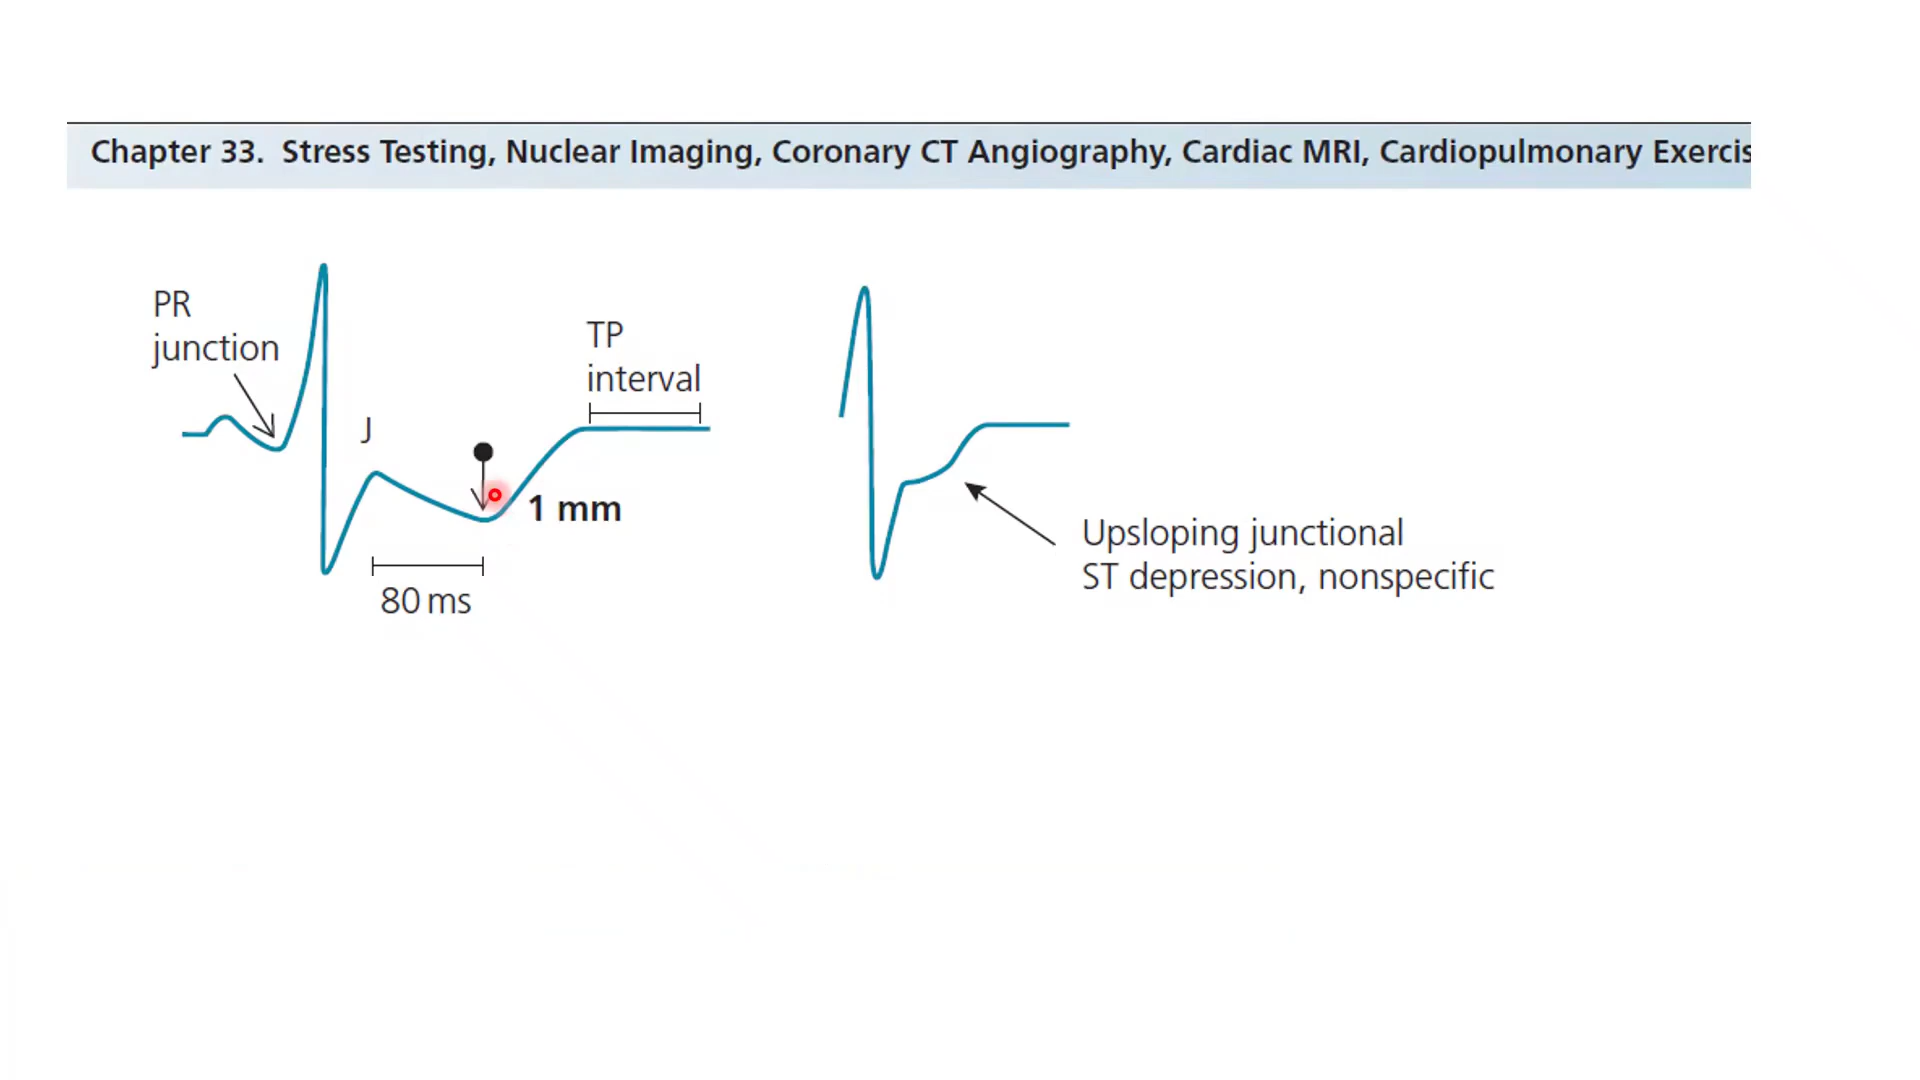 Chapter 33. Stress Testing, Nuclear Imaging, Coronary CT Angiography, Cardiac MRI, Cardiopulmonary Exercis
PR
junction
J
TP
interval
1 mm
80 ms
Upsloping junctional
ST depression, nonspecific